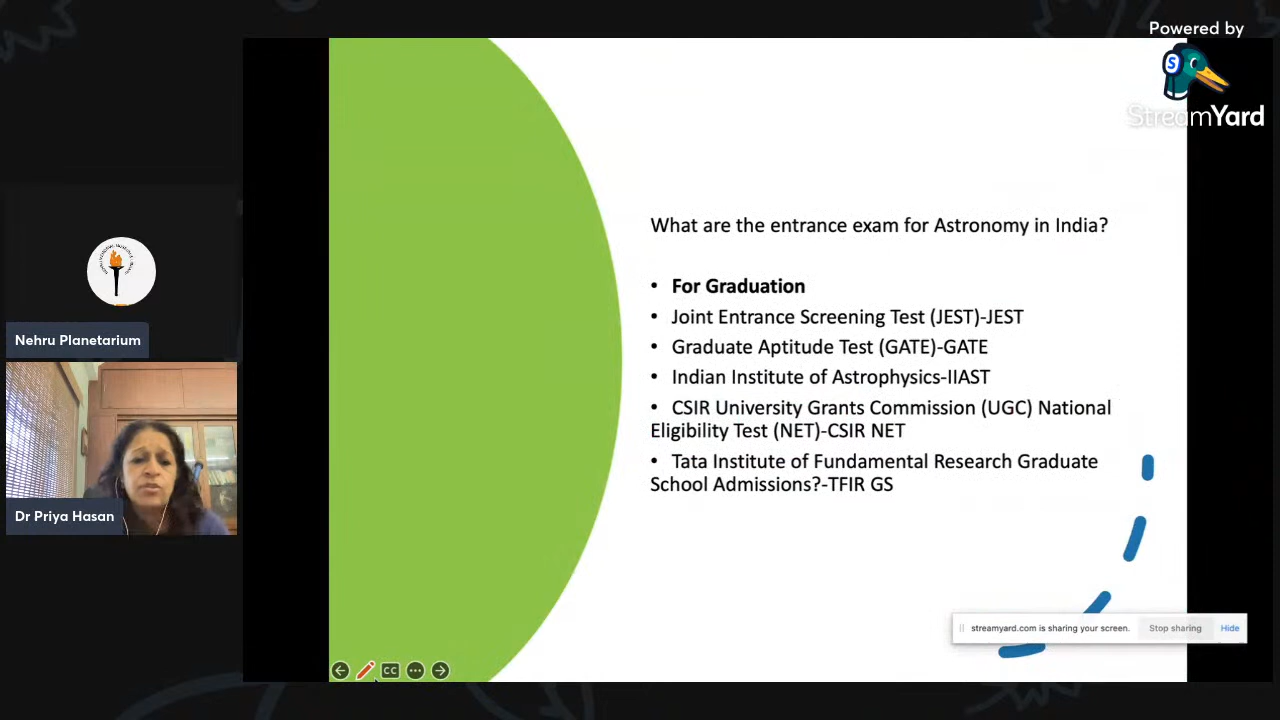 Powered by
StreamYard
What are the entrance exam for Astronomy in India?
• For Graduation
• Joint Entrance Screening Test (JEST)-JEST
• Graduate Aptitude Test (GATE)-GATE
• Indian Institute of Astrophysics-IIAST
• CSIR University Grants Commission (UGC) National
Eligibility Test (NET)-CSIR NET
• Tata Institute of Fundamental Research Graduate
School Admissions?-TFIR GS
Nehru Planetarium
Dr Priya Hasan
streamyard.com is sharing your screen. Stop sharing Hide
CC